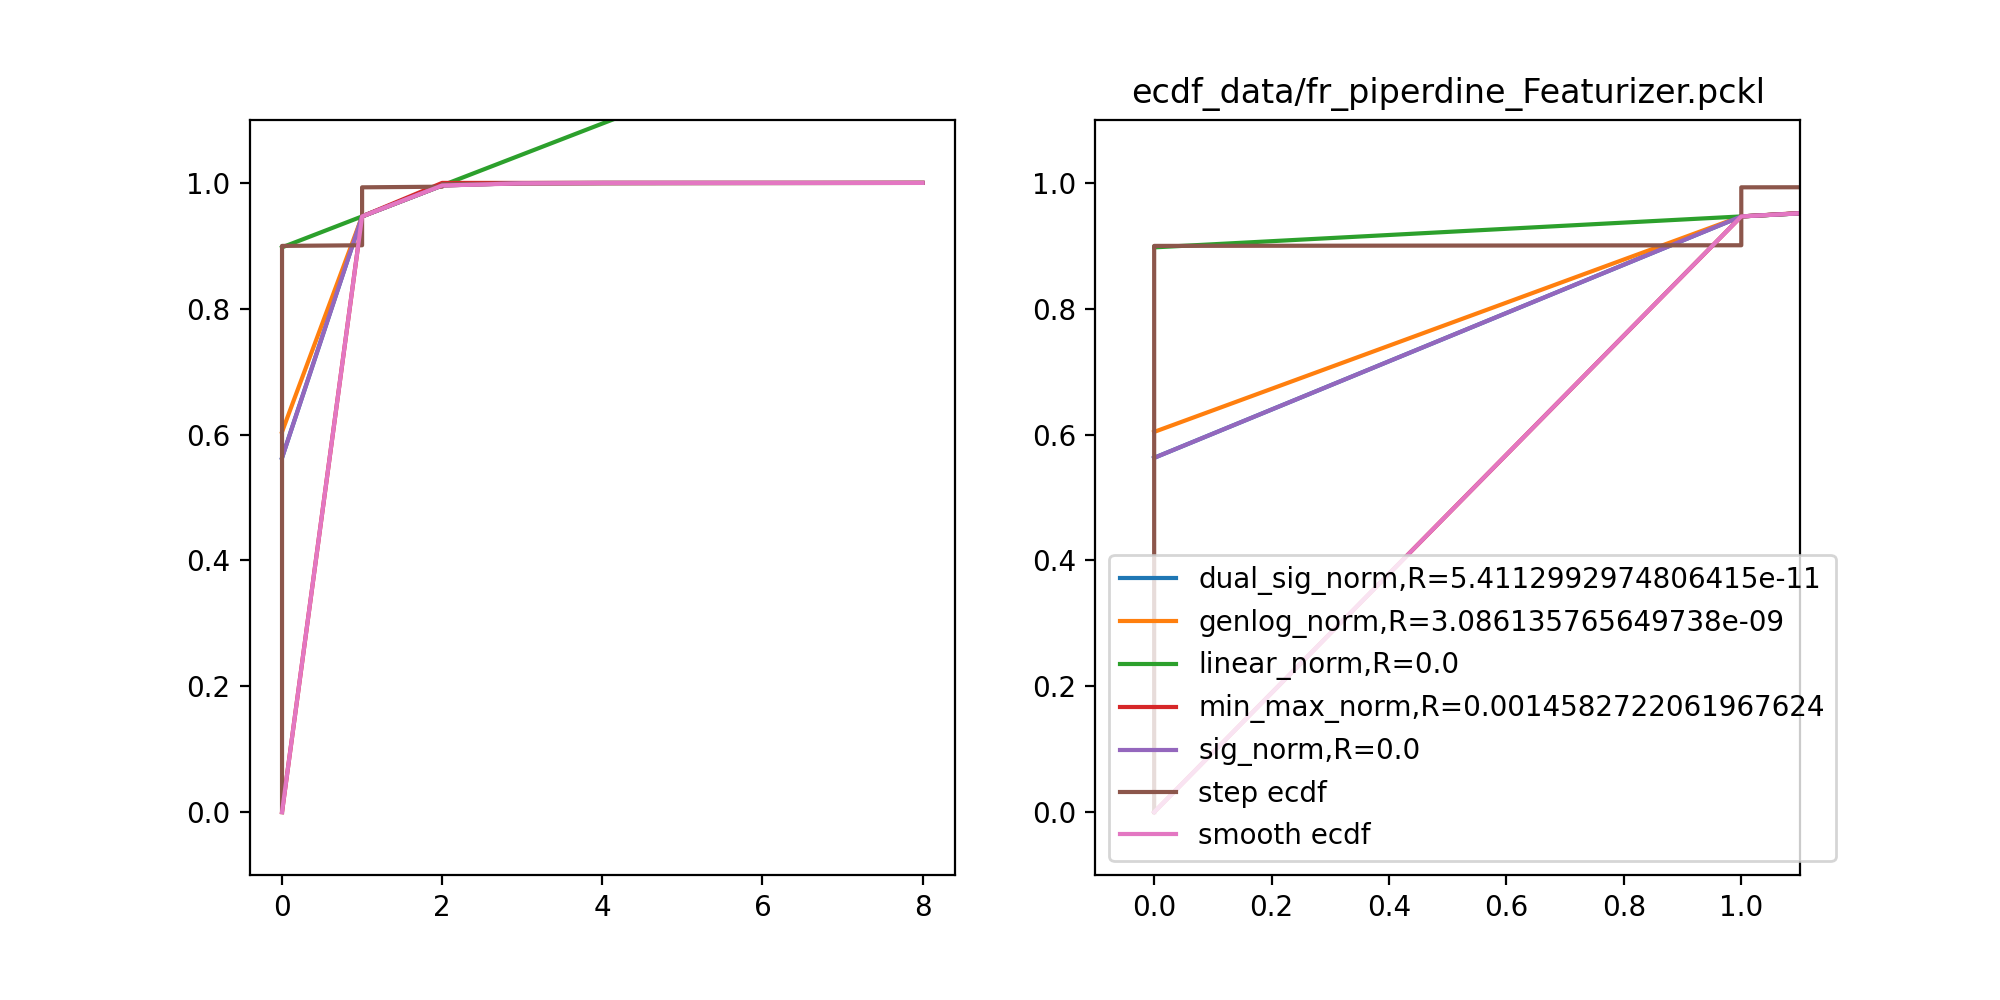 ecdf_data/fr_piperdine_Featurizer.pckl
1.0
0.8
0.6
0.4
0.2
0.0
0 2 4 6 8
1.0
0.8
0.6
0.4
0.2
0.0
dual_sig_norm,R=5.4112992974806415e-11
genlog_norm,R=3.086135765649738e-09
linear_norm,R=0.0
min_max_norm,R=0.0014582722061967624
sig_norm,R=0.0
step ecdf
smooth ecdf
0.0 0.2 0.4 0.6 0.8 1.0